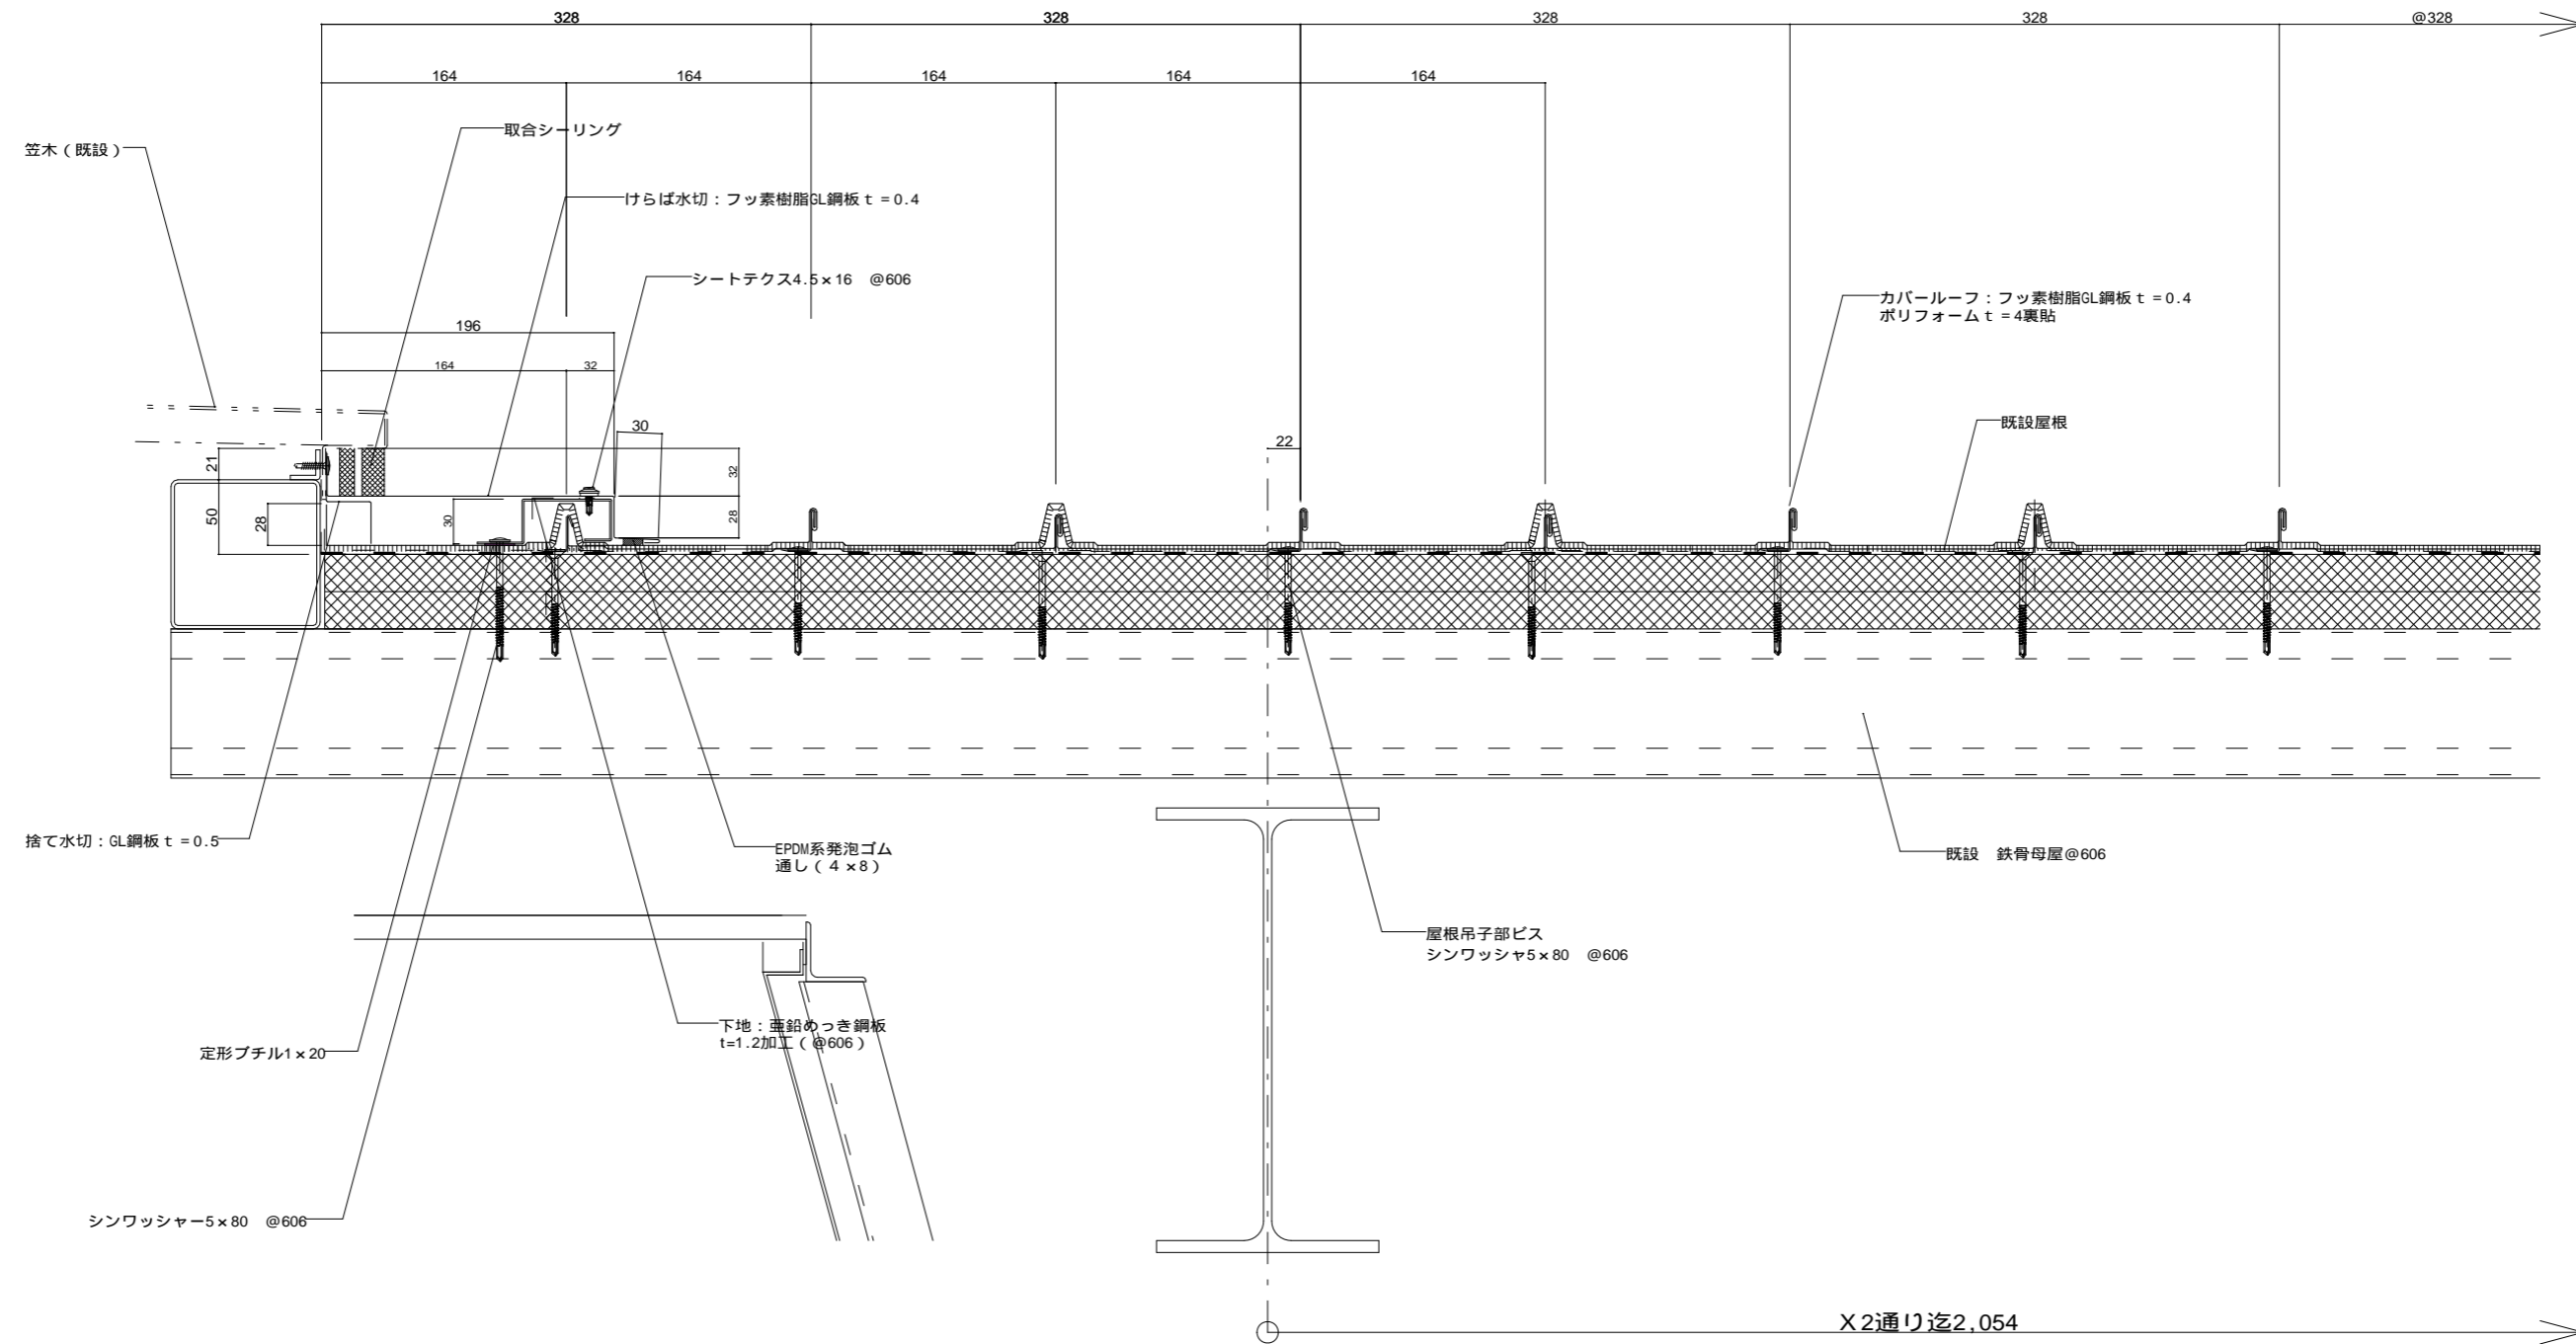 328
328
328
328
@328
164
164
164
164
164
取合シーリング
笠木（既設）
けらば水切：フッ素樹脂GL鋼板ｔ=0.4
シートテクス4.5×16　@606
カバールーフ：フッ素樹脂GL鋼板ｔ=0.4
ポリフォームｔ=4裏貼
196
164
32
既設屋根
30
22
21
32
50
28
30
28
捨て水切：GL鋼板ｔ=0.5
EPDM系発泡ゴム
通し（４×8）
既設　鉄骨母屋@606
屋根吊子部ビス
シンワッシャ5×80　@606
下地：亜鉛めっき鋼板
t=1.2加工（@606）
定形ブチル1×20
シンワッシャー5×80　@606
X2通り迄2,054